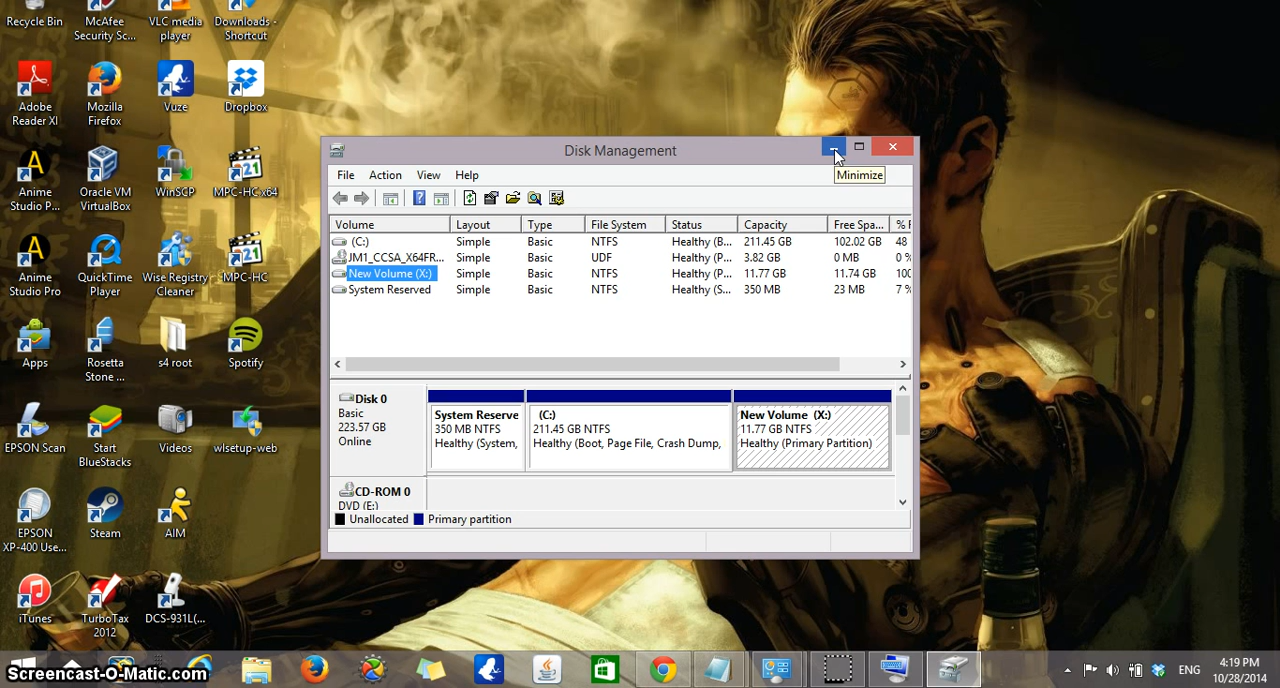 Recycle Bin
McAfee
Security Sc...
VLC media
player
Downloads -
Shortcut
Adobe
Reader XI
Mozilla
Firefox
Vuze
Dropbox
Anime
Studio P...
Oracle VM
VirtualBox
WinSCP
MPC-HC x64
Anime
Studio Pro
QuickTime
Player
Wise Registry
Cleaner
MPC-HC
Apps
Rosetta
Stone ...
s4 root
Spotify
EPSON Scan
Start
BlueStacks
Videos
wlsetup-web
EPSON
XP-400 Use...
Steam
AIM
iTunes
TurboTax
2012
DCS-931L(...
Disk Management
Minimize
File Action View Help
Volume Layout Type File System Status Capacity Free Spa... % F
(C:) Simple Basic NTFS Healthy (B... 211.45 GB 102.02 GB 48
JM1_CCSA_X64FR... Simple Basic UDF Healthy (P... 3.82 GB 0 MB 0 %
New Volume (X:) Simple Basic NTFS Healthy (P... 11.77 GB 11.74 GB 100
System Reserved Simple Basic NTFS Healthy (S... 350 MB 23 MB 7 %
Disk 0
Basic
223.57 GB
Online
System Reserve
350 MB NTFS
Healthy (System,
(C:)
211.45 GB NTFS
Healthy (Boot, Page File, Crash Dump,
New Volume (X:)
11.77 GB NTFS
Healthy (Primary Partition)
CD-ROM 0
DVD (E:)
Unallocated Primary partition
Screencast-O-Matic.com
ENG
4:19 PM
10/28/2014